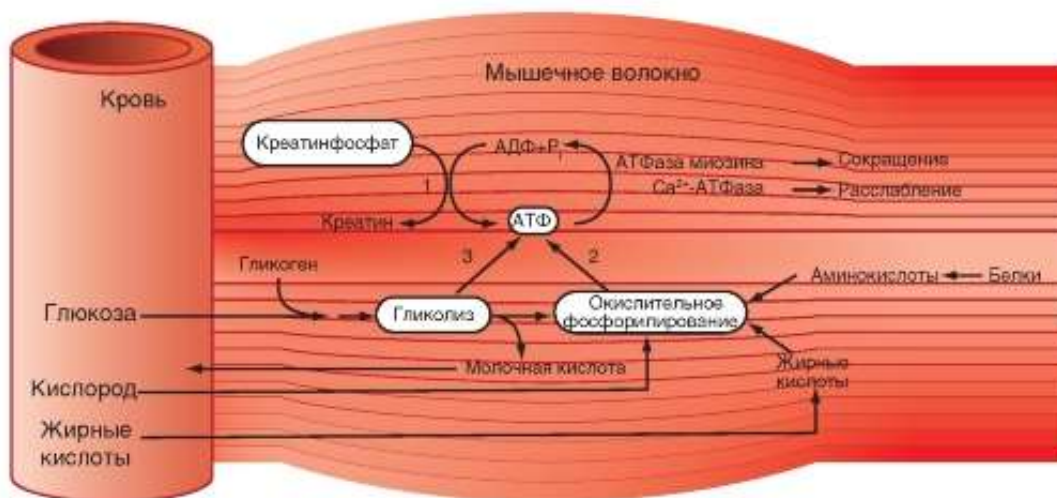 Мышечное волокно
Кровь
Креатинфосфат
АДФ+Pᵢ
АТФаза миозина
Сокращение
1
Ca²⁺-АТФаза
Расслабление
Креатин
АТФ
3
2
Гликоген
Аминокислоты
Белки
Глюкоза
Гликолиз
Окислительное
фосфорилирование
Молочная кислота
Жирные
кислоты
Кислород
Жирные
кислоты